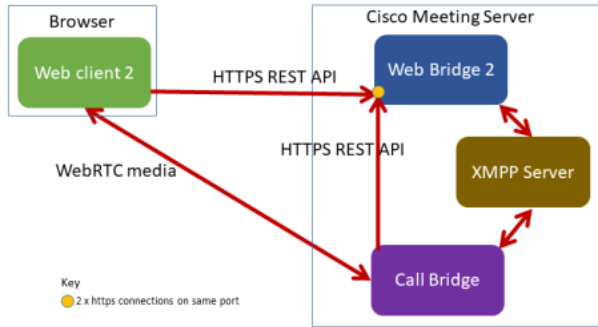 Browser
Cisco Meeting Server
Web client 2
Web Bridge 2
HTTPS REST API
HTTPS REST API
WebRTC media
XMPP Server
Call Bridge
Key
2 x https connections on same port